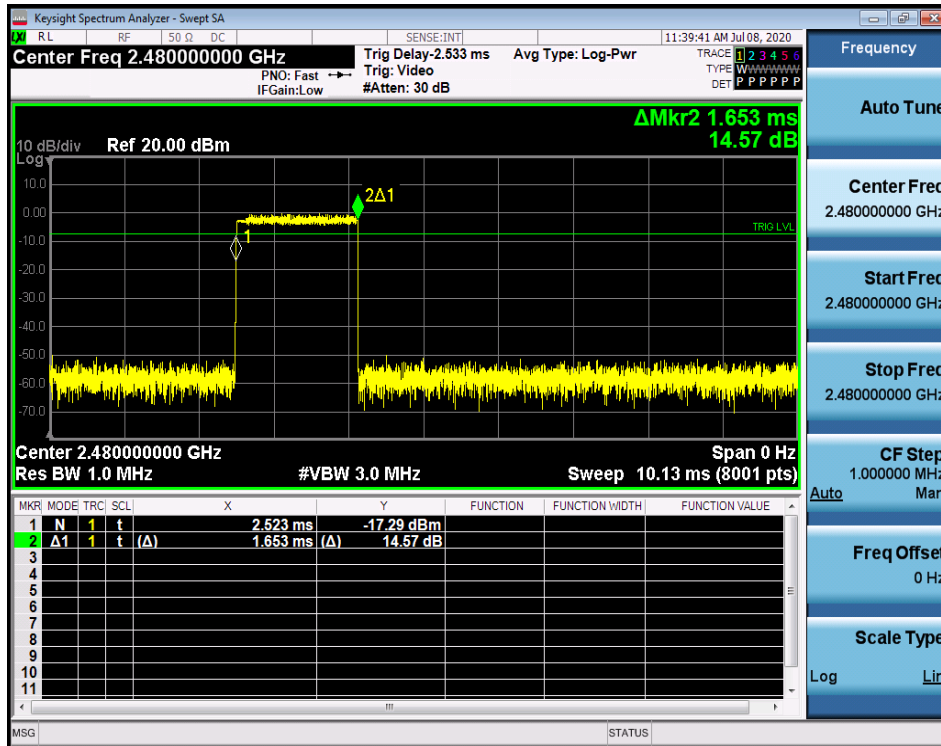 Keysight Spectrum Analyzer - Swept SA
LXI RL RF 50 Ω DC SENSE:INT 11:39:41 AM Jul 08, 2020
Center Freq 2.480000000 GHz
PNO: Fast
IFGain:Low
Trig Delay-2.533 ms
Trig: Video
#Atten: 30 dB
Avg Type: Log-Pwr
TRACE 1 2 3 4 5 6
TYPE WWWWWW
DET P P P P P P
ΔMkr2 1.653 ms
14.57 dB
10 dB/div
Log
Ref 20.00 dBm
10.0
0.00
-10.0
-20.0
-30.0
-40.0
-50.0
-60.0
-70.0
2Δ1
1
TRIG LVL
Center 2.480000000 GHz Span 0 Hz
Res BW 1.0 MHz #VBW 3.0 MHz Sweep 10.13 ms (8001 pts)
MKR MODE TRC SCL X Y FUNCTION FUNCTION WIDTH FUNCTION VALUE
1 N 1 t 2.523 ms -17.29 dBm
2 Δ1 1 t (Δ) 1.653 ms (Δ) 14.57 dB
3
4
5
6
7
8
9
10
11
MSG STATUS
Frequency
Auto Tune
Center Freq
2.480000000 GHz
Start Freq
2.480000000 GHz
Stop Freq
2.480000000 GHz
CF Step
1.000000 MHz
Auto Man
Freq Offset
0 Hz
Scale Type
Log Lin